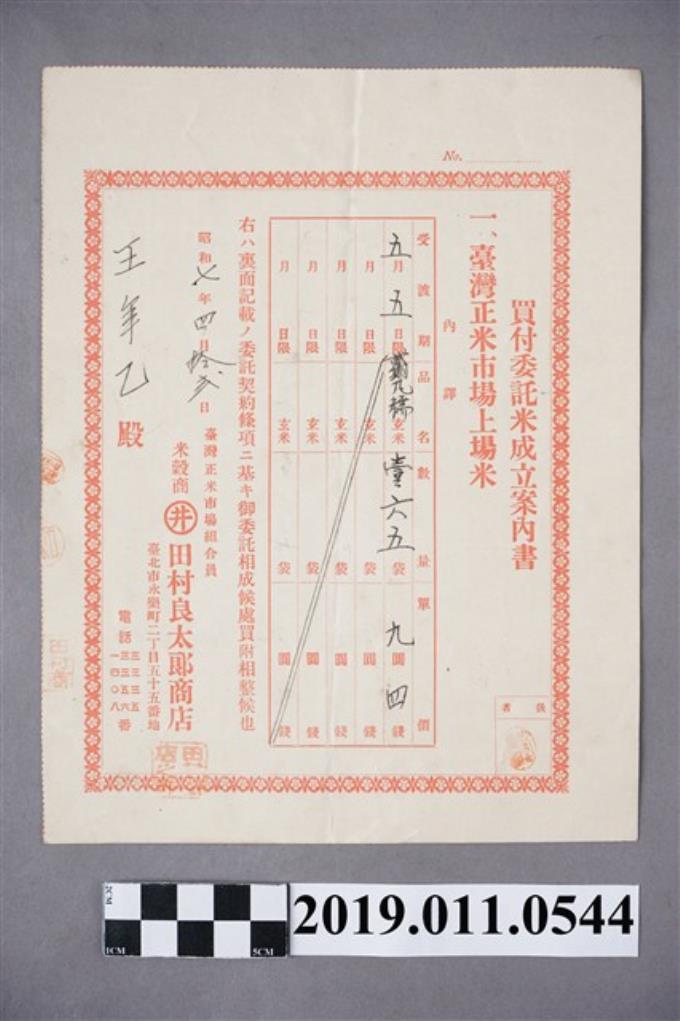 No.
買付委託米成立案內書
一、臺灣正米市場上場米
內譯
受渡期 品名 數量 單價
五月五日限 玄米 壹六五袋 九圓四錢
月 日限 玄米 袋 圓 錢
月 日限 玄米 袋 圓 錢
月 日限 玄米 袋 圓 錢
月 日限 玄米 袋 圓 錢
右ハ裏面記載ノ委託契約條項ニ基キ御委託相成候處買附相整候也
昭和七年四月拾弐日
臺灣正米市場組合員
米穀商 井 田村良太郎商店
臺北市永樂町二丁目五十五番地
電話 三三三五 三三五六 一四〇八番
王年乙殿
扱者
2CM
1CM
5CM
2019.011.0544